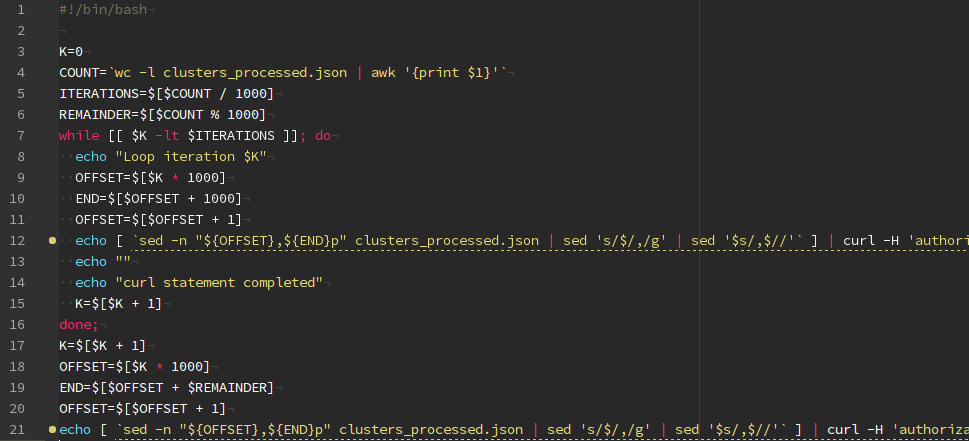 1 #!/bin/bash
2
3 K=0
4 COUNT=`wc -l clusters_processed.json | awk '{print $1}'`
5 ITERATIONS=$[$COUNT / 1000]
6 REMAINDER=$[$COUNT % 1000]
7 while [[ $K -lt $ITERATIONS ]]; do
8   echo "Loop iteration $K"
9   OFFSET=$[$K * 1000]
10   END=$[$OFFSET + 1000]
11   OFFSET=$[$OFFSET + 1]
12   echo [ `sed -n "${OFFSET},${END}p" clusters_processed.json | sed 's/$/,/g' | sed '$s/,$//'` ] | curl -H 'authori
13   echo ""
14   echo "curl statement completed"
15   K=$[$K + 1]
16 done;
17 K=$[$K + 1]
18 OFFSET=$[$K * 1000]
19 END=$[$OFFSET + $REMAINDER]
20 OFFSET=$[$OFFSET + 1]
21 echo [ `sed -n "${OFFSET},${END}p" clusters_processed.json | sed 's/$/,/g' | sed '$s/,$//'` ] | curl -H 'authoriza